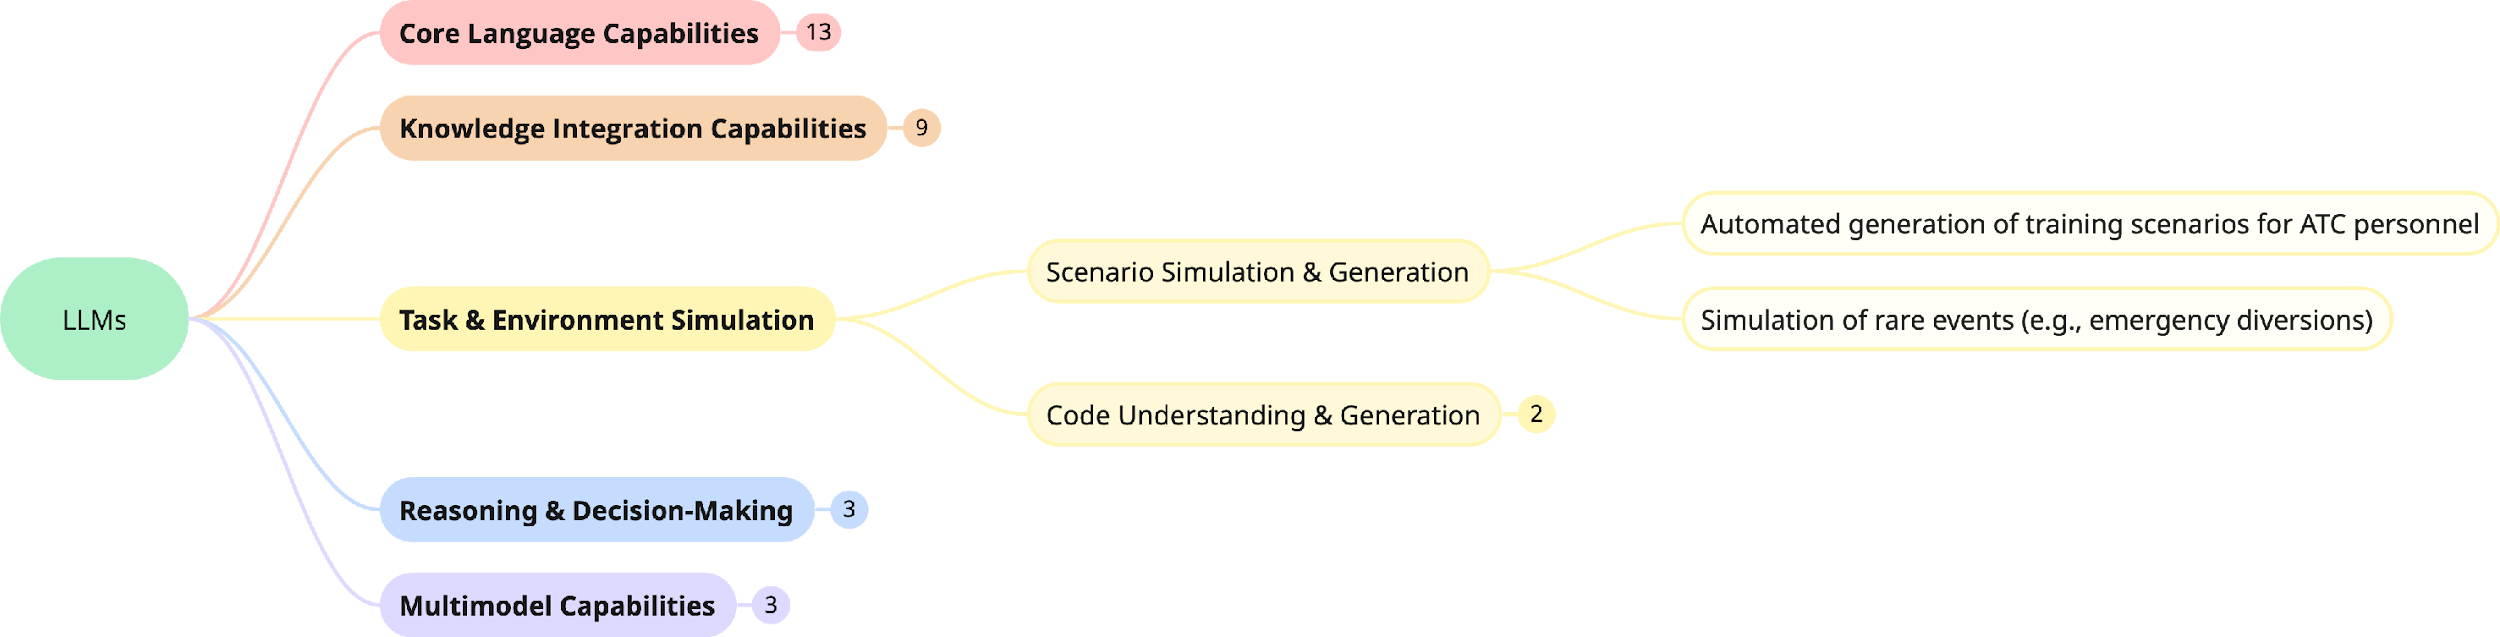 LLMs
Core Language Capabilities
13
Knowledge Integration Capabilities
9
Task & Environment Simulation
Scenario Simulation & Generation
Automated generation of training scenarios for ATC personnel
Simulation of rare events (e.g., emergency diversions)
Code Understanding & Generation
2
Reasoning & Decision-Making
3
Multimodel Capabilities
3